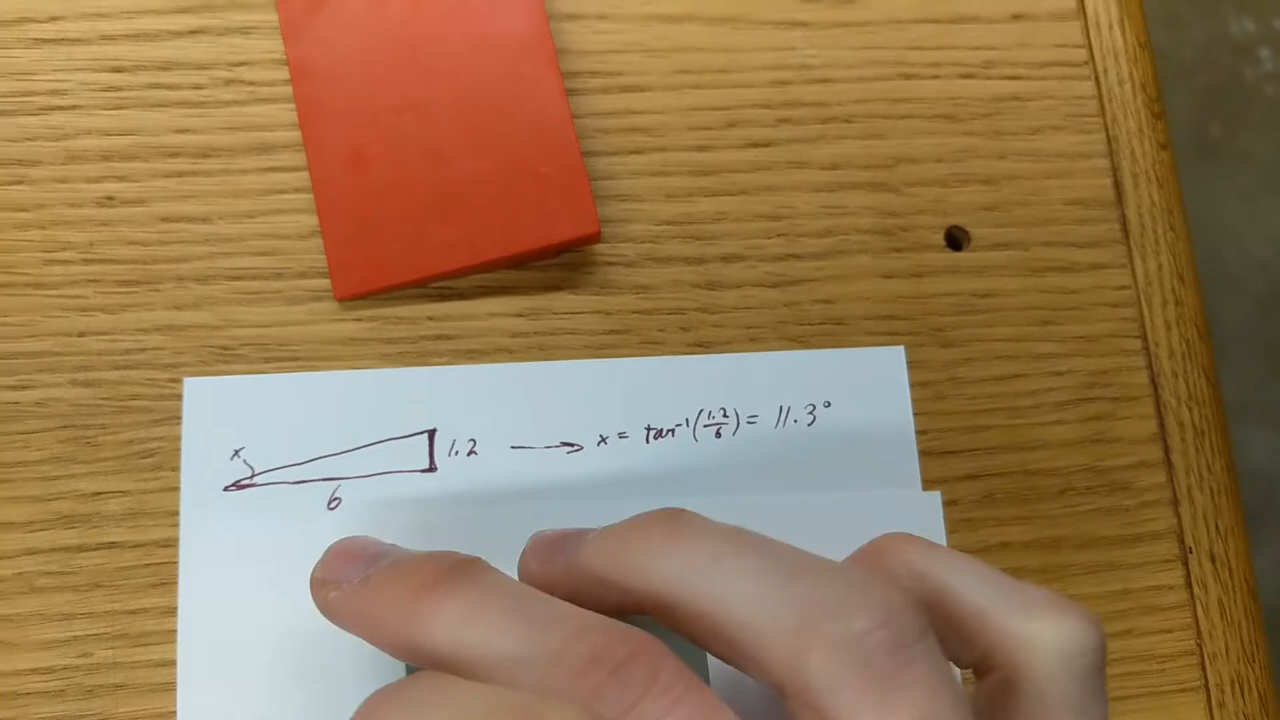 x 6 1.2 → x = tan⁻¹(1.2/6) = 11.3°